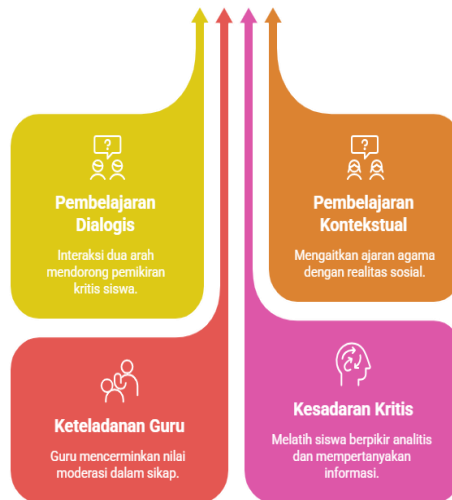 Pembelajaran
Dialogis
Interaksi dua arah
mendorong pemikiran
kritis siswa.
Pembelajaran
Kontekstual
Mengaitkan ajaran agama
dengan realitas sosial.
Keteladanan Guru
Guru mencerminkan nilai
moderasi dalam sikap.
Kesadaran Kritis
Melatih siswa berpikir analitis
dan mempertanyakan
informasi.